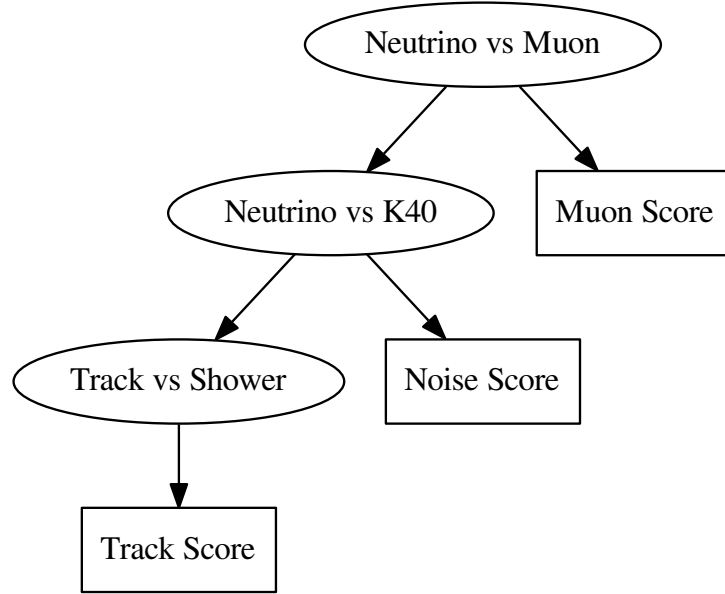 Neutrino vs Muon
Neutrino vs K40
Muon Score
Track vs Shower
Noise Score
Track Score